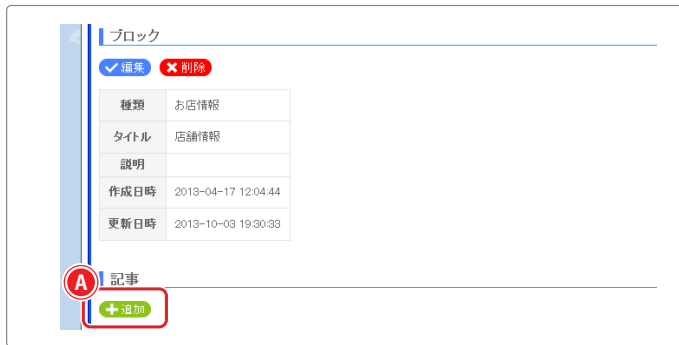 ブロック
編集 削除
種類 お店情報
タイトル 店舗情報
説明
作成日時 2013-04-17 12:04:44
更新日時 2013-10-03 19:30:33
A
記事
追加